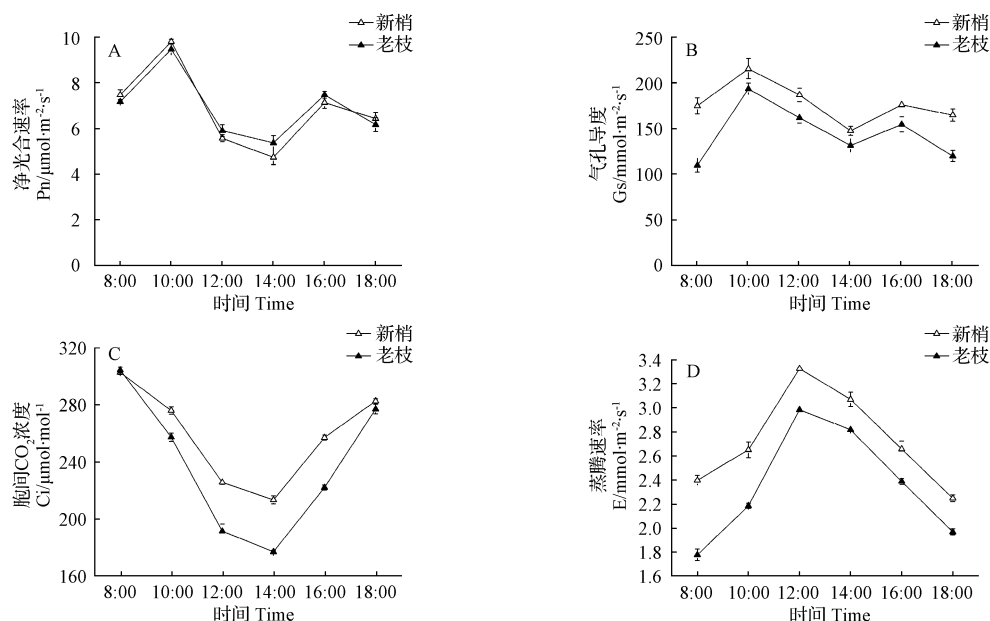 新梢
老枝
A
10
8
6
4
2
0
净光合速率
Pn/μmol·m-2·s-1
8:00 10:00 12:00 14:00 16:00 18:00
时间 Time
新梢
老枝
B
250
200
150
100
50
0
气孔导度
Gs/mmol·m-2·s-1
8:00 10:00 12:00 14:00 16:00 18:00
时间 Time
新梢
老枝
C
320
280
240
200
160
胞间CO2浓度
Ci/μmol·mol-1
8:00 10:00 12:00 14:00 16:00 18:00
时间 Time
新梢
老枝
D
3.4
3.2
3.0
2.8
2.6
2.4
2.2
2.0
1.8
1.6
蒸腾速率
E/mmol·m-2·s-1
8:00 10:00 12:00 14:00 16:00 18:00
时间 Time